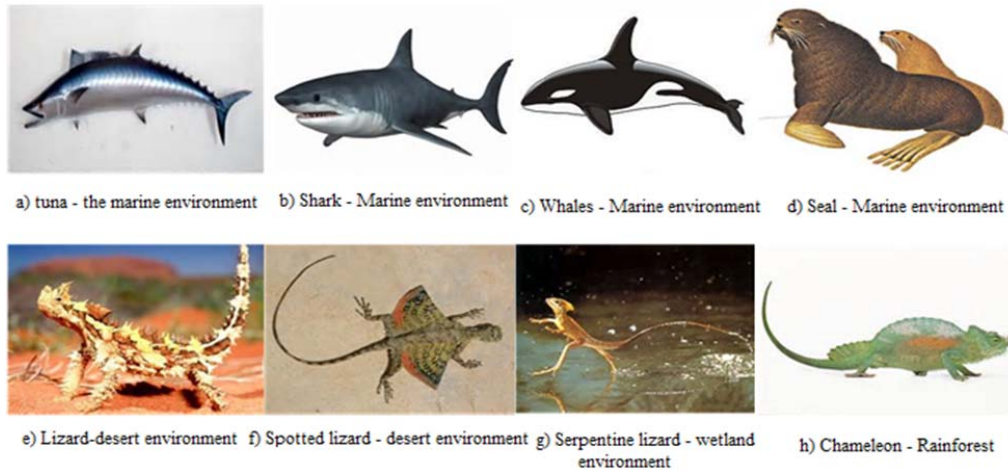 a) tuna - the marine environment
b) Shark - Marine environment
c) Whales - Marine environment
d) Seal - Marine environment
e) Lizard-desert environment
f) Spotted lizard - desert environment
g) Serpentine lizard - wetland
environment
h) Chameleon - Rainforest